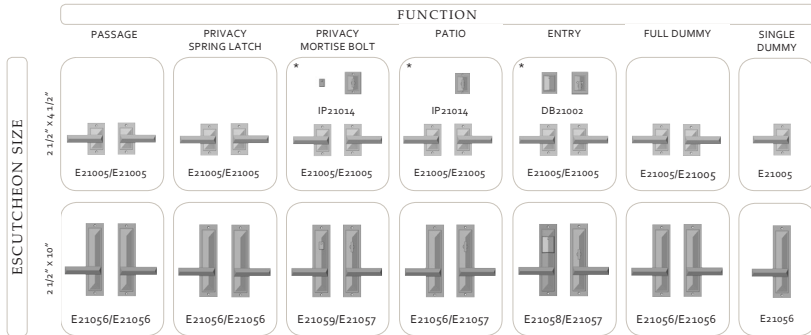 FUNCTION
PASSAGE
PRIVACY
SPRING LATCH
PRIVACY
MORTISE BOLT
PATIO
ENTRY
FULL DUMMY
SINGLE
DUMMY
ESCUTCHEON SIZE
2 1/2" X 4 1/2"
*
IP21014
*
IP21014
*
DB21002
E21005/E21005
E21005/E21005
E21005/E21005
E21005/E21005
E21005/E21005
E21005/E21005
E21005
2 1/2" X 10"
E21056/E21056
E21056/E21056
E21059/E21057
E21056/E21057
E21058/E21057
E21056/E21056
E21056